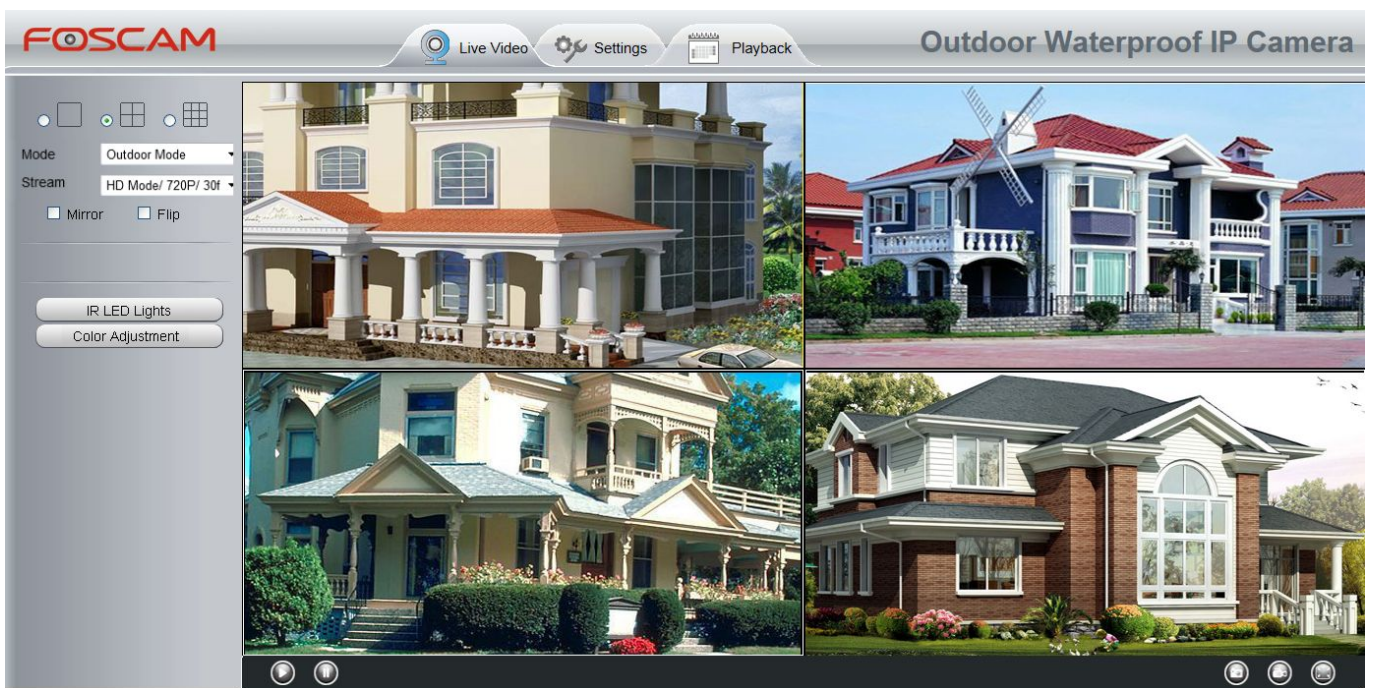 FOSCAM
Live Video
Settings
Playback
Outdoor Waterproof IP Camera
Mode
Outdoor Mode
Stream
HD Mode/ 720P/ 30f
Mirror
Flip
IR LED Lights
Color Adjustment